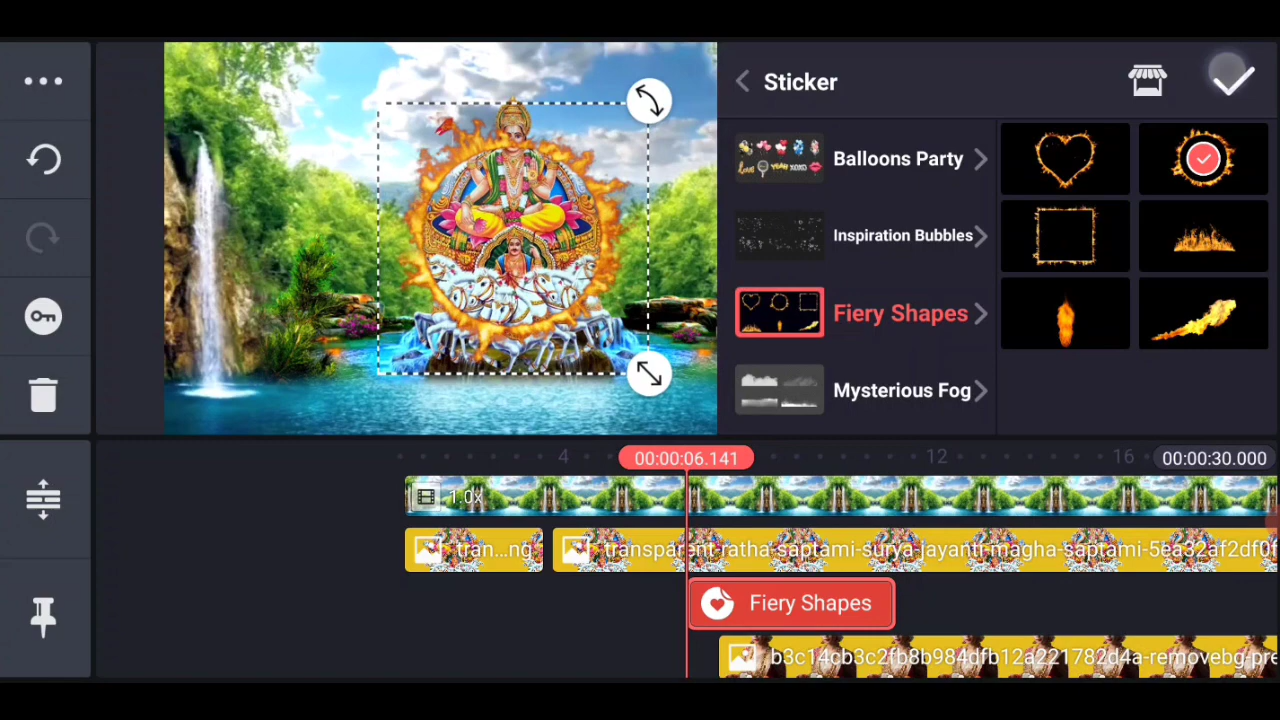 Sticker
Balloons Party
Inspiration Bubbles
Fiery Shapes
Mysterious Fog
4
00:00:06.141
12
16
00:00:30.000
1.0x
tran...ng
transparent-ratha-saptami-surya-jayanti-magha-saptami-5ea32af2df0f
Fiery Shapes
b3c14cb3c2fb8b984dfb12a221782d4a-removebg-pre